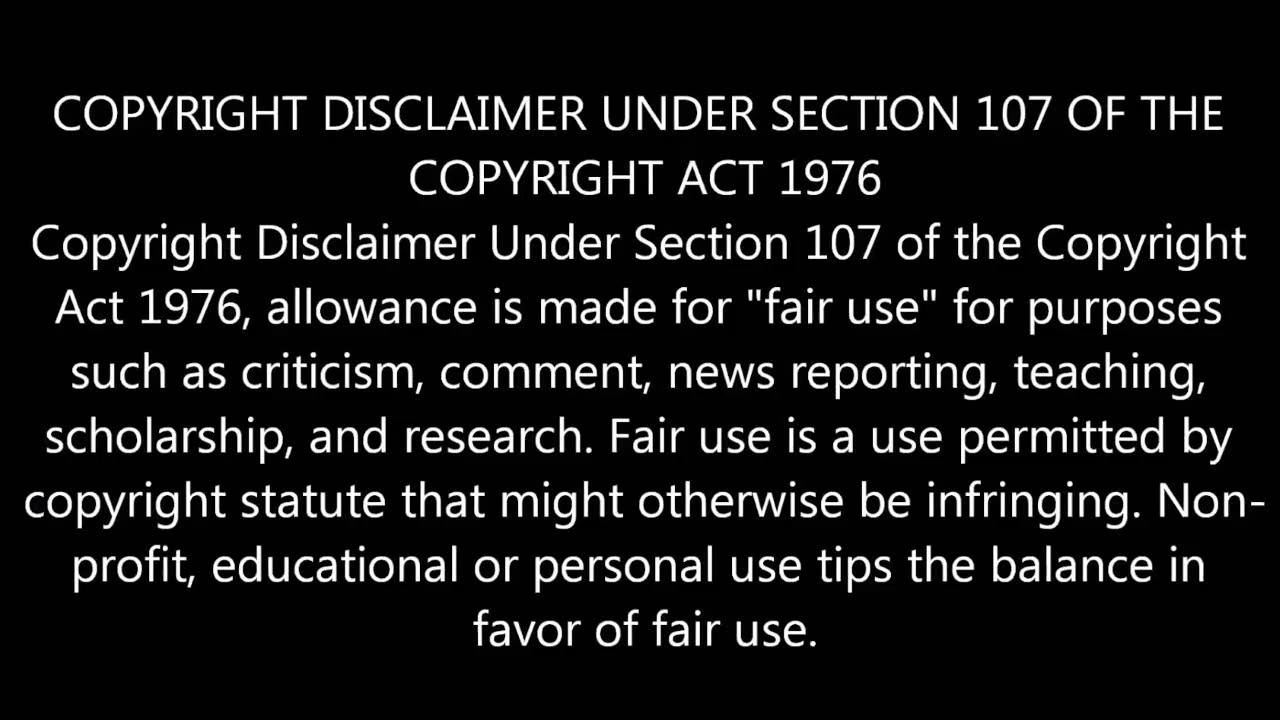 COPYRIGHT DISCLAIMER UNDER SECTION 107 OF THE
COPYRIGHT ACT 1976
Copyright Disclaimer Under Section 107 of the Copyright
Act 1976, allowance is made for "fair use" for purposes
such as criticism, comment, news reporting, teaching,
scholarship, and research. Fair use is a use permitted by
copyright statute that might otherwise be infringing. Non-
profit, educational or personal use tips the balance in
favor of fair use.